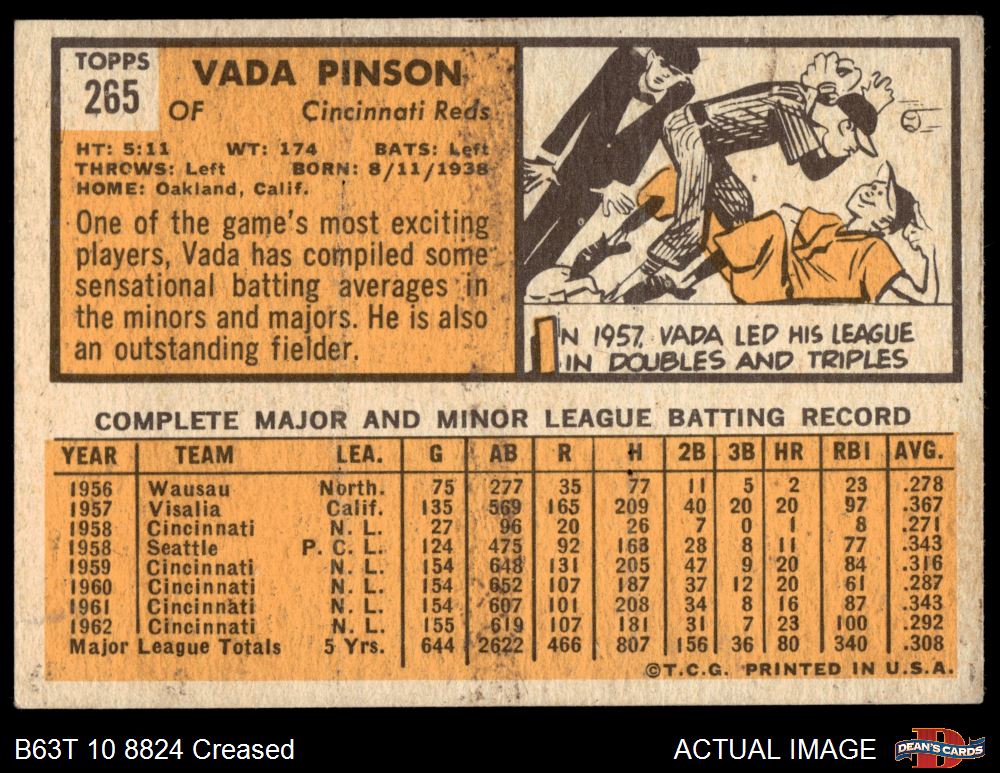 TOPPS
265
VADA PINSON
OF Cincinnati Reds
HT: 5:11 WT: 174 BATS: Left
THROWS: Left BORN: 8/11/1938
HOME: Oakland, Calif.
One of the game's most exciting
players, Vada has compiled some
sensational batting averages in
the minors and majors. He is also
an outstanding fielder.
IN 1957, VADA LED HIS LEAGUE
IN DOUBLES AND TRIPLES
COMPLETE MAJOR AND MINOR LEAGUE BATTING RECORD
YEAR TEAM LEA. G AB R H 2B 3B HR RBI AVG.
1956 Wausau North. 75 277 35 77 11 5 2 23 .278
1957 Visalia Calif. 135 569 165 209 40 20 20 97 .367
1958 Cincinnati N. L. 27 96 20 26 7 0 1 8 .271
1958 Seattle P. C. L. 124 475 92 163 28 8 11 77 .343
1959 Cincinnati N. L. 154 648 131 205 47 9 20 84 .316
1960 Cincinnati N. L. 154 652 107 187 37 12 20 61 .287
1961 Cincinnati N. L. 154 607 101 208 34 8 16 87 .343
1962 Cincinnati N. L. 155 619 107 181 31 7 23 100 .292
Major League Totals 5 Yrs. 644 2622 466 807 156 36 80 340 .308
©T.C.G. PRINTED IN U.S.A.
B63T 10 8824 Creased
ACTUAL IMAGE
D
DEAN'S CARDS